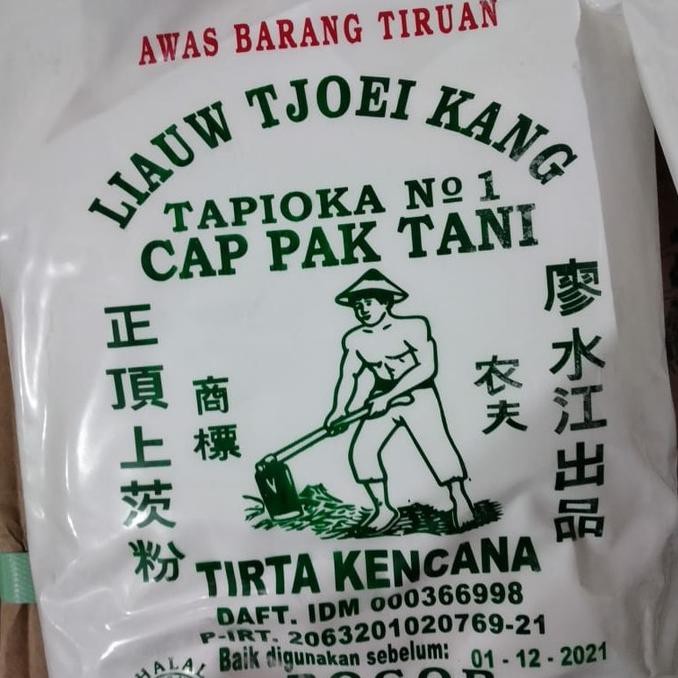 AWAS BARANG TIRUAN
LIAUW TJOEI KANG
TAPIOKA No 1
CAP PAK TANI
廖水江出品
农夫
商標
正頂上茨粉
TIRTA KENCANA
DAFT. IDM 000366998
P-IRT. 2063201020769-21
Baik digunakan sebelum: 01 - 12 - 2021
HALAL
BOGOR